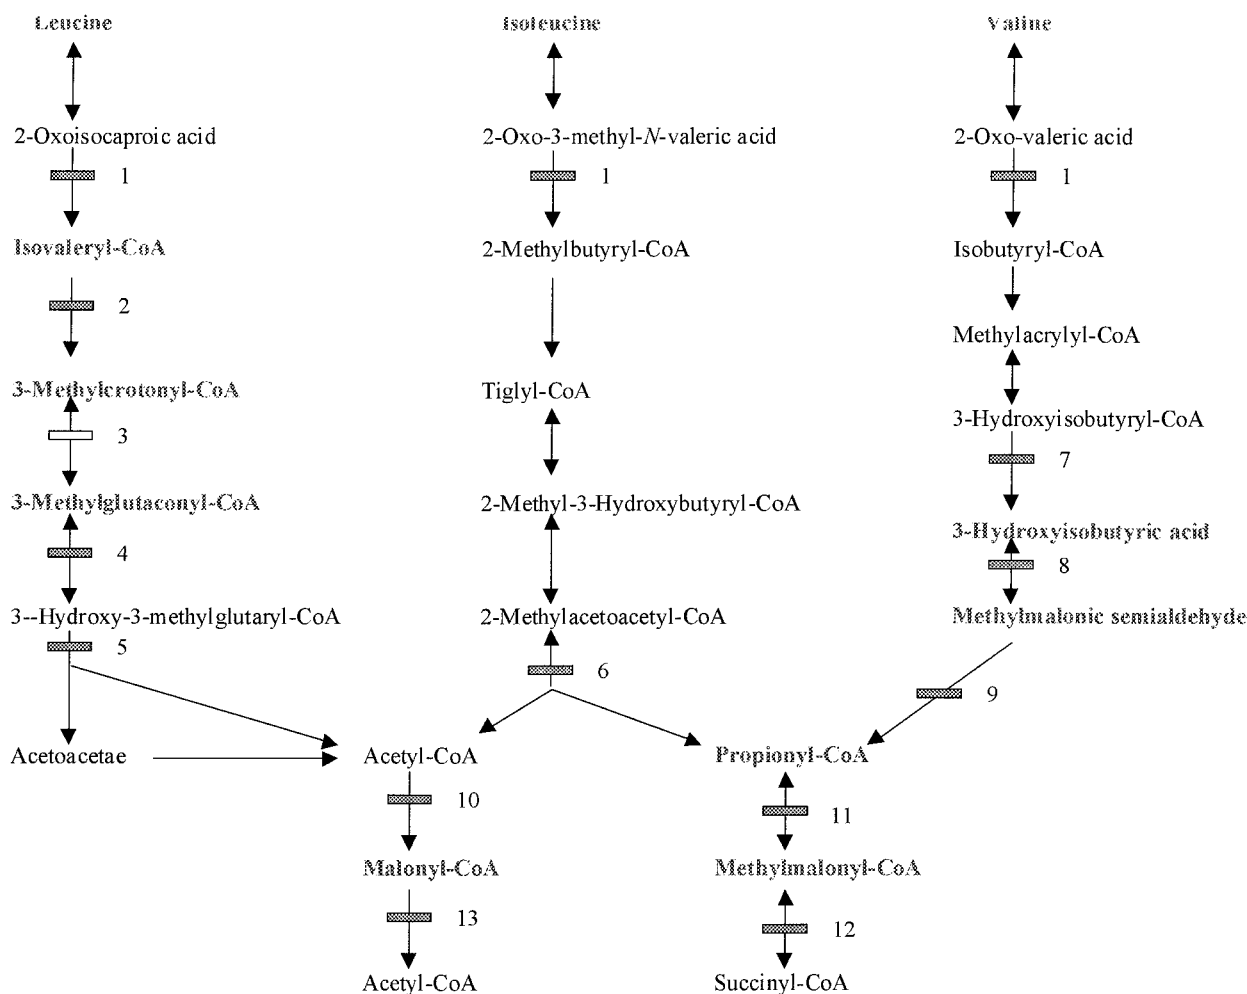 Leucine Isoleucine Valine
2-Oxoisocaproic acid 2-Oxo-3-methyl-N-valeric acid 2-Oxo-valeric acid
1 1 1
Isovaleryl-CoA 2-Methylbutyryl-CoA Isobutyryl-CoA
2
Methylacrylyl-CoA
3-Methylcrotonyl-CoA Tiglyl-CoA
3-Hydroxyisobutyryl-CoA
3 7
3-Methylglutaconyl-CoA 2-Methyl-3-Hydroxybutyryl-CoA
3-Hydroxyisobutyric acid
4 8
3--Hydroxy-3-methylglutaryl-CoA 2-Methylacetoacetyl-CoA Methylmalonic semialdehyde
5 6
9
Acetoacetae Acetyl-CoA Propionyl-CoA
10 11
Malonyl-CoA Methylmalonyl-CoA
13 12
Acetyl-CoA Succinyl-CoA